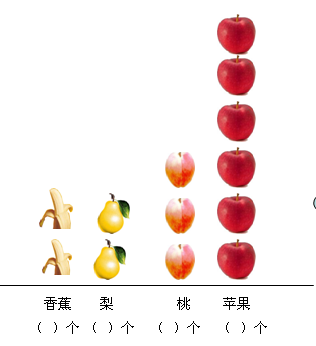 香蕉 梨 桃 苹果
( )个 ( )个 ( )个 ( )个